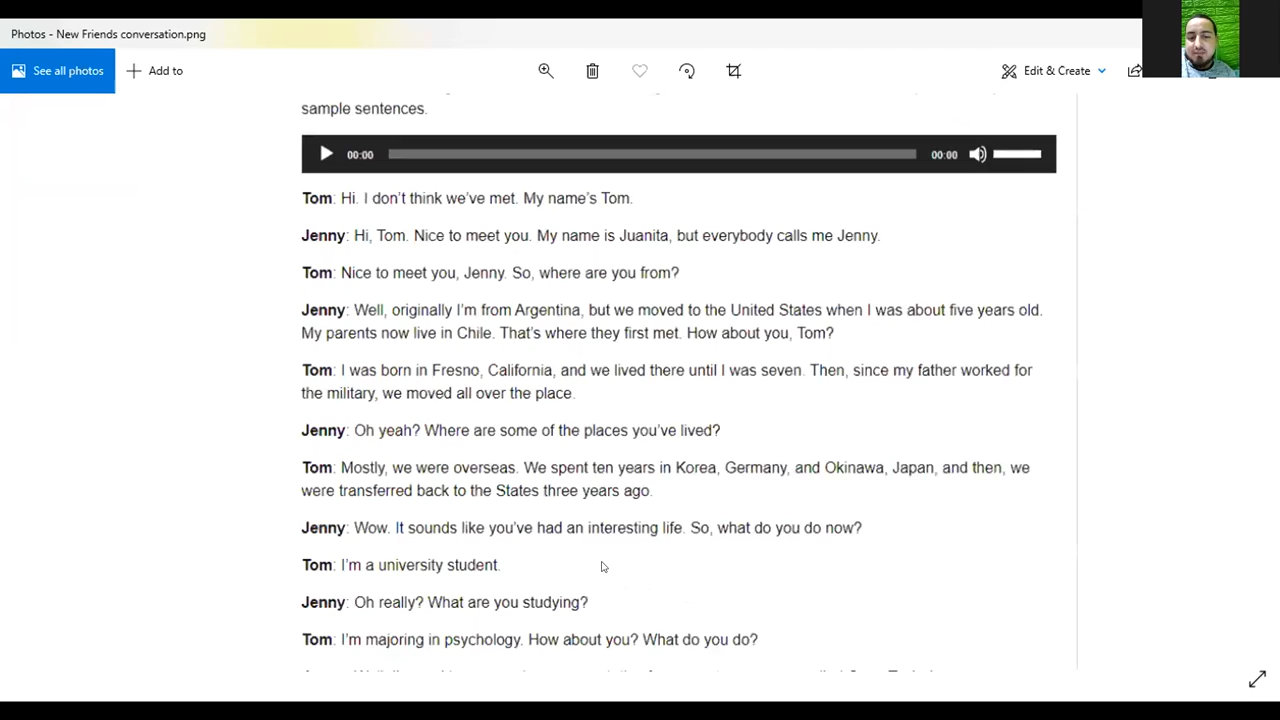 Photos - New Friends conversation.png
See all photos
Add to
Edit & Create
sample sentences.
00:00
00:00
Tom: Hi. I don’t think we’ve met. My name’s Tom.
Jenny: Hi, Tom. Nice to meet you. My name is Juanita, but everybody calls me Jenny.
Tom: Nice to meet you, Jenny. So, where are you from?
Jenny: Well, originally I’m from Argentina, but we moved to the United States when I was about five years old.
My parents now live in Chile. That’s where they first met. How about you, Tom?
Tom: I was born in Fresno, California, and we lived there until I was seven. Then, since my father worked for
the military, we moved all over the place.
Jenny: Oh yeah? Where are some of the places you’ve lived?
Tom: Mostly, we were overseas. We spent ten years in Korea, Germany, and Okinawa, Japan, and then, we
were transferred back to the States three years ago.
Jenny: Wow. It sounds like you’ve had an interesting life. So, what do you do now?
Tom: I’m a university student.
Jenny: Oh really? What are you studying?
Tom: I’m majoring in psychology. How about you? What do you do?